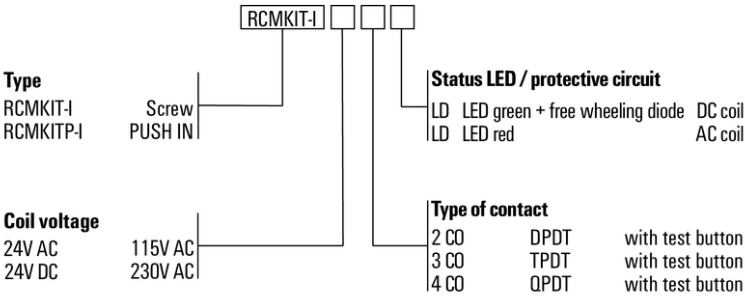 RCMKIT-I
Type
RCMKIT-I Screw
RCMKITP-I PUSH IN
Status LED / protective circuit
LD LED green + free wheeling diode DC coil
LD LED red AC coil
Coil voltage
24V AC 115V AC
24V DC 230V AC
Type of contact
2 CO DPDT with test button
3 CO TPDT with test button
4 CO QPDT with test button